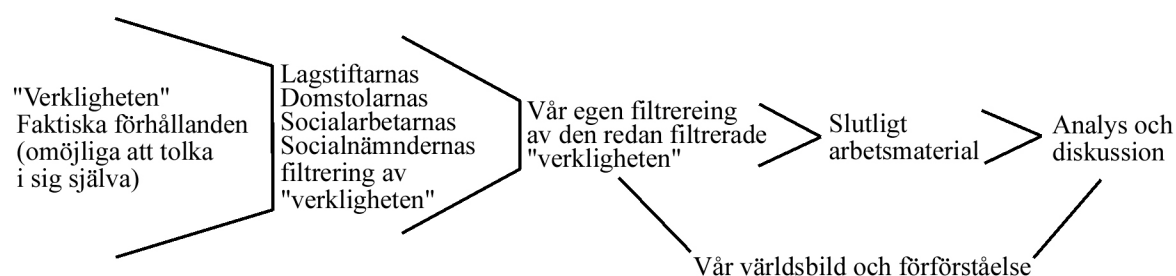 "Verkligheten"
Faktiska förhållanden
(omöjliga att tolka
i sig själva)
Lagstiftarnas
Domstolarnas
Socialarbetarnas
Socialnämndernas
filtrering av
"verkligheten"
Vår egen filtrereing
av den redan filtrerade
"verkligheten"
Slutligt
arbetsmaterial
Analys och
diskussion
Vår världsbild och förförståelse